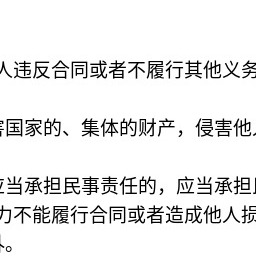 人违反合同或者不履行其他义务
害国家的、集体的财产，侵害他人
应当承担民事责任的，应当承担民
力不能履行合同或者造成他人损
外。